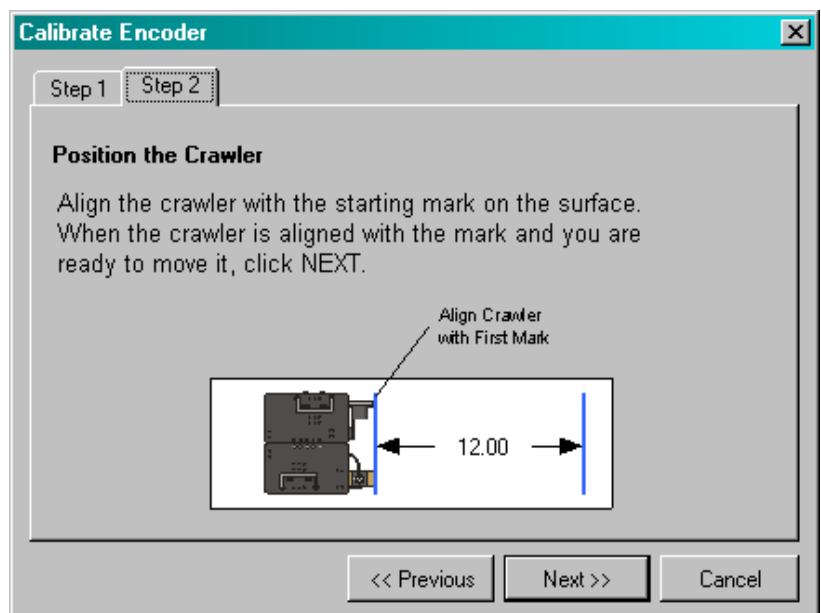 Calibrate Encoder
Step 1
Step 2
Position the Crawler
Align the crawler with the starting mark on the surface.
When the crawler is aligned with the mark and you are
ready to move it, click NEXT.
Align Crawler
with First Mark
12.00
<< Previous
Next >>
Cancel